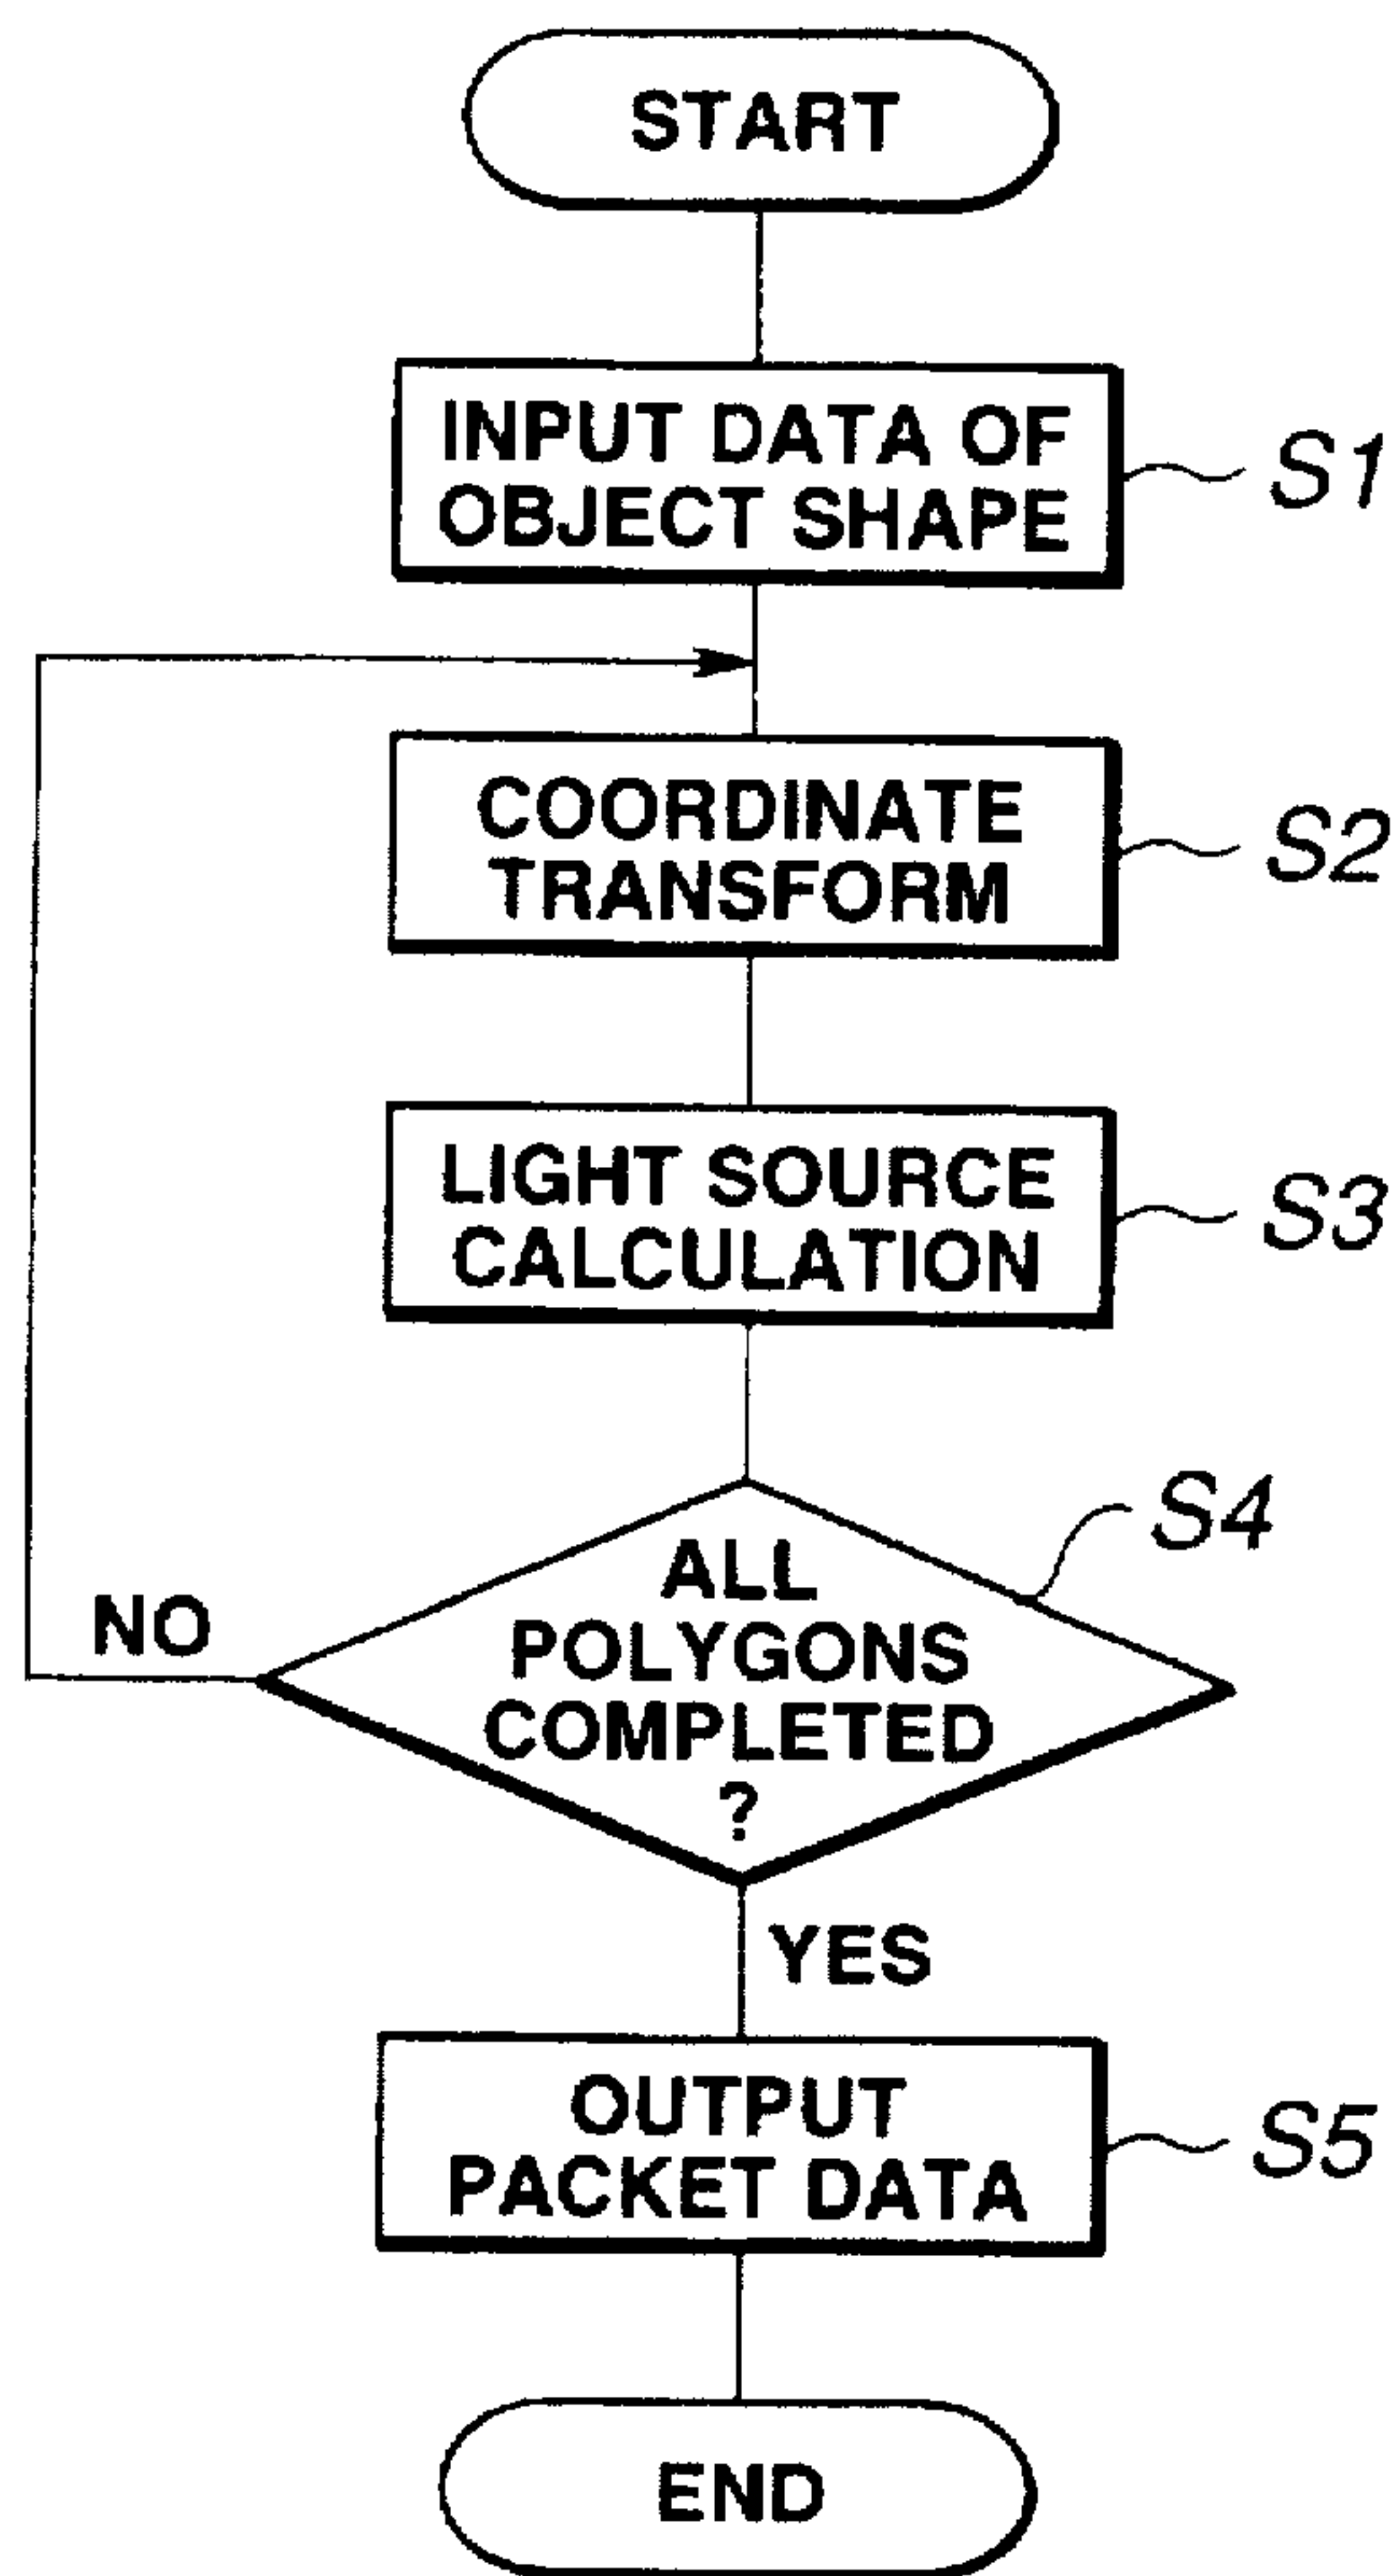 START
INPUT DATA OF
OBJECT SHAPE
S1
COORDINATE
TRANSFORM
S2
LIGHT SOURCE
CALCULATION
S3
S4
ALL
POLYGONS
COMPLETED
?
NO
YES
OUTPUT
PACKET DATA
S5
END